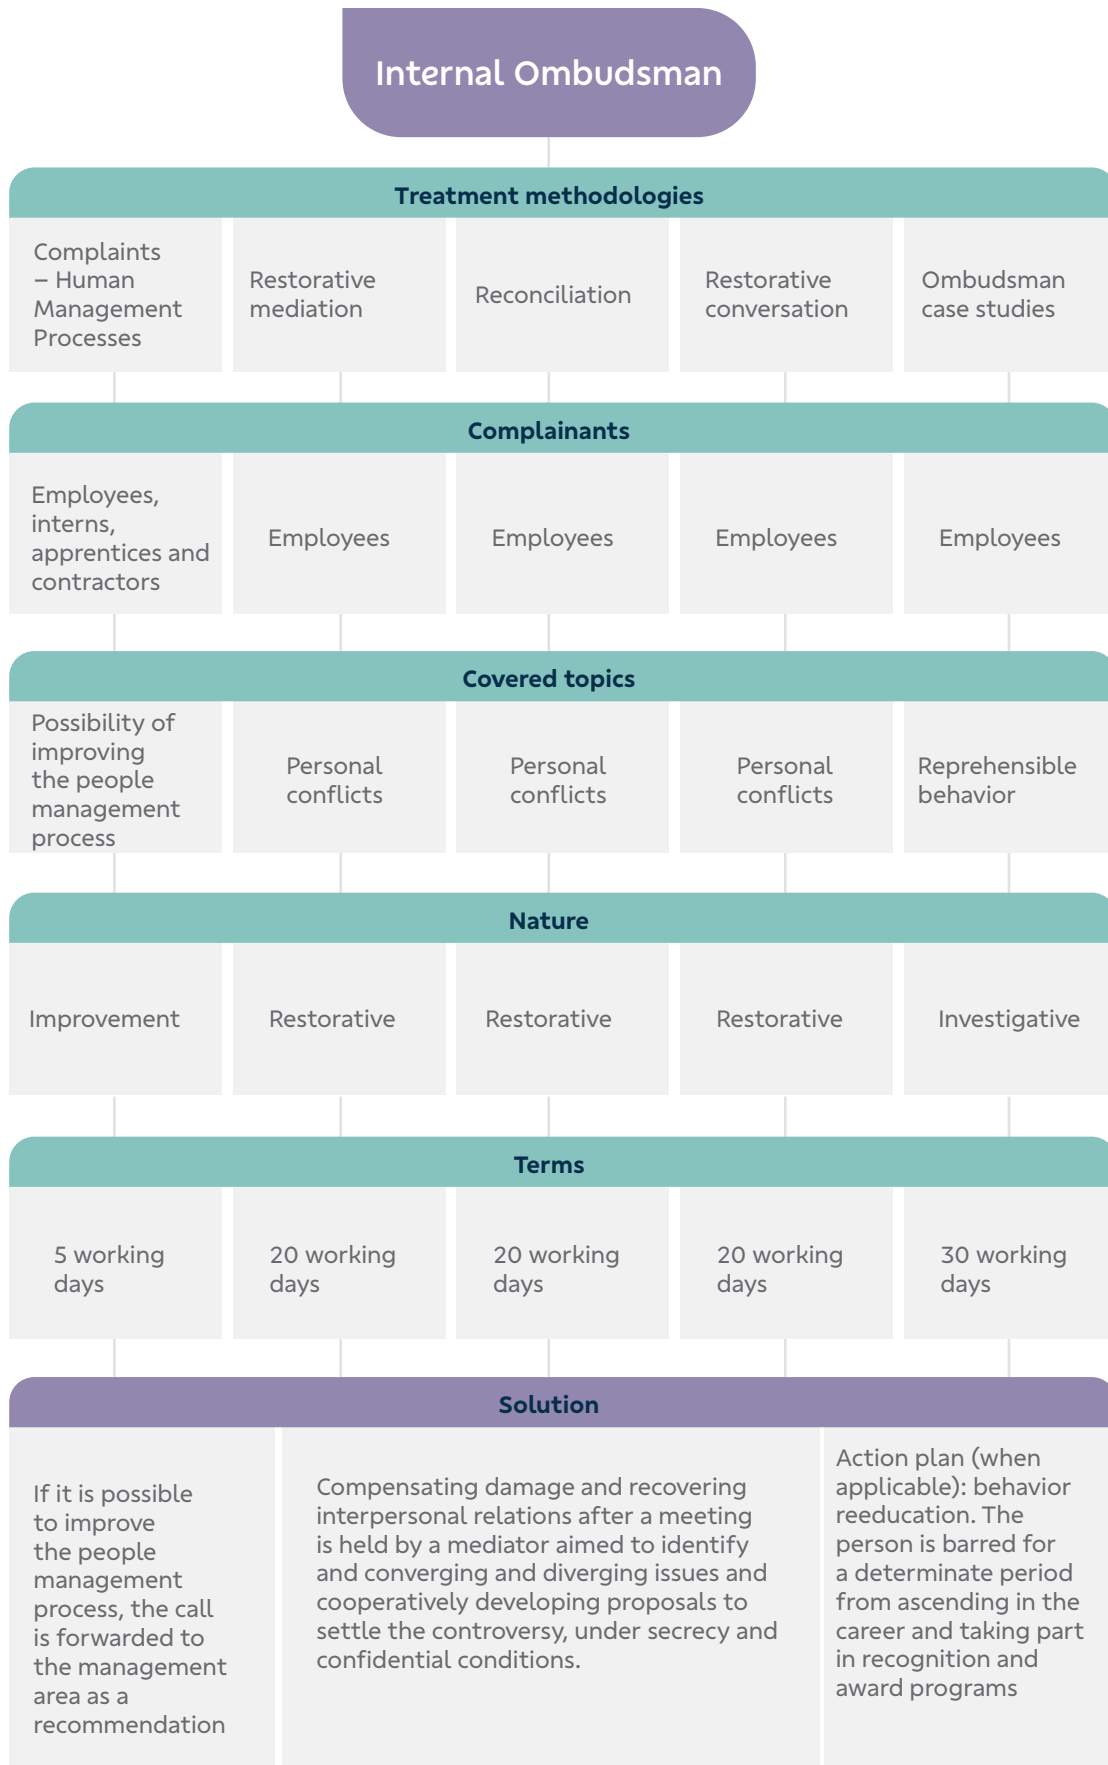 Internal Ombudsman
Treatment methodologies
Complaints
– Human
Management
Processes
Restorative
mediation
Reconciliation
Restorative
conversation
Ombudsman
case studies
Complainants
Employees,
interns,
apprentices and
contractors
Employees
Employees
Employees
Employees
Covered topics
Possibility of
improving
the people
management
process
Personal
conflicts
Personal
conflicts
Personal
conflicts
Reprehensible
behavior
Nature
Improvement
Restorative
Restorative
Restorative
Investigative
Terms
5 working
days
20 working
days
20 working
days
20 working
days
30 working
days
Solution
If it is possible
to improve
the people
management
process, the call
is forwarded to
the management
area as a
recommendation
Compensating damage and recovering
interpersonal relations after a meeting
is held by a mediator aimed to identify
and converging and diverging issues and
cooperatively developing proposals to
settle the controversy, under secrecy and
confidential conditions.
Action plan (when
applicable): behavior
reeducation. The
person is barred for
a determinate period
from ascending in the
career and taking part
in recognition and
award programs